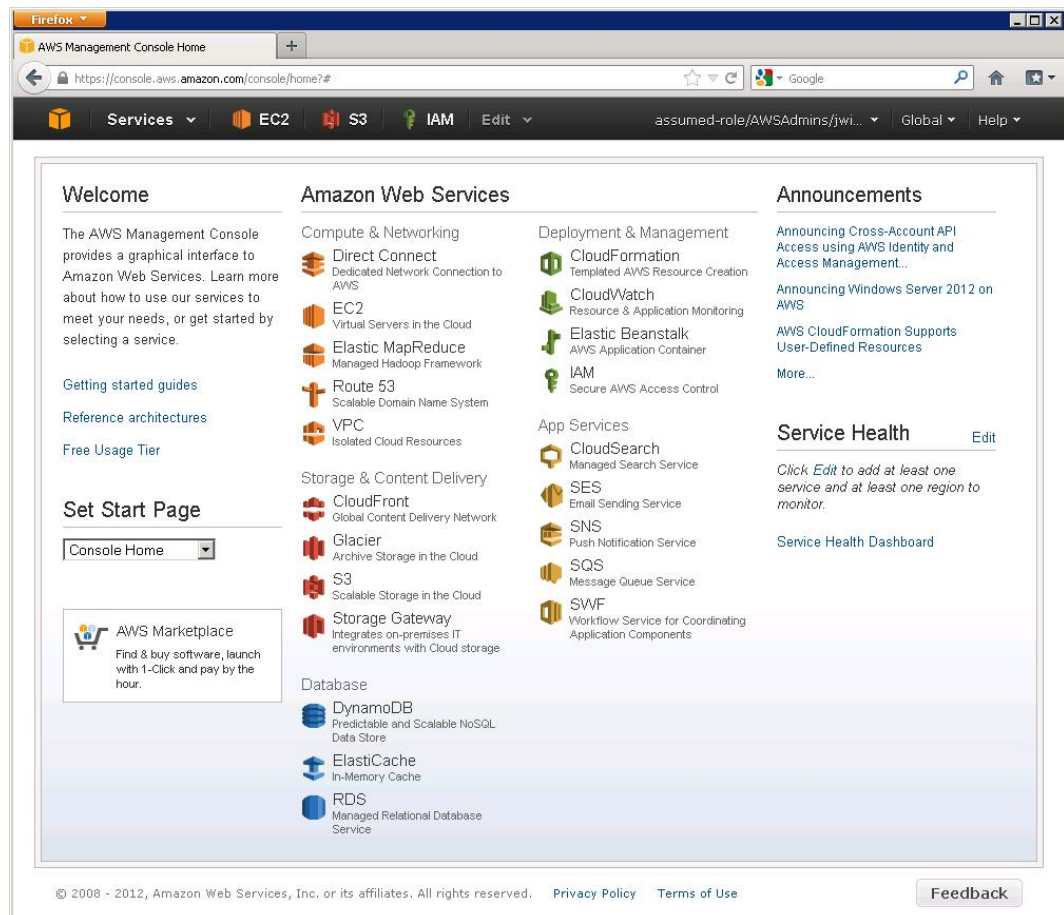 Firefox
AWS Management Console Home
https://console.aws.amazon.com/console/home?#
Google
Services
EC2
S3
IAM
Edit
assumed-role/AWSAdmins/jwi...
Global
Help
Welcome
The AWS Management Console
provides a graphical interface to
Amazon Web Services. Learn more
about how to use our services to
meet your needs, or get started by
selecting a service.
Getting started guides
Reference architectures
Free Usage Tier
Set Start Page
Console Home
AWS Marketplace
Find & buy software, launch
with 1-Click and pay by the
hour.
Amazon Web Services
Compute & Networking
Direct Connect
Dedicated Network Connection to
AWS
EC2
Virtual Servers in the Cloud
Elastic MapReduce
Managed Hadoop Framework
Route 53
Scalable Domain Name System
VPC
Isolated Cloud Resources
Storage & Content Delivery
CloudFront
Global Content Delivery Network
Glacier
Archive Storage in the Cloud
S3
Scalable Storage in the Cloud
Storage Gateway
Integrates on-premises IT
environments with Cloud storage
Database
DynamoDB
Predictable and Scalable NoSQL
Data Store
ElastiCache
In-Memory Cache
RDS
Managed Relational Database
Service
Deployment & Management
CloudFormation
Templated AWS Resource Creation
CloudWatch
Resource & Application Monitoring
Elastic Beanstalk
AWS Application Container
IAM
Secure AWS Access Control
App Services
CloudSearch
Managed Search Service
SES
Email Sending Service
SNS
Push Notification Service
SQS
Message Queue Service
SWF
Workflow Service for Coordinating
Application Components
Announcements
Announcing Cross-Account API
Access using AWS Identity and
Access Management...
Announcing Windows Server 2012 on
AWS
AWS CloudFormation Supports
User-Defined Resources
More...
Service Health
Edit
Click Edit to add at least one
service and at least one region to
monitor.
Service Health Dashboard
© 2008 - 2012, Amazon Web Services, Inc. or its affiliates. All rights reserved.
Privacy Policy
Terms of Use
Feedback